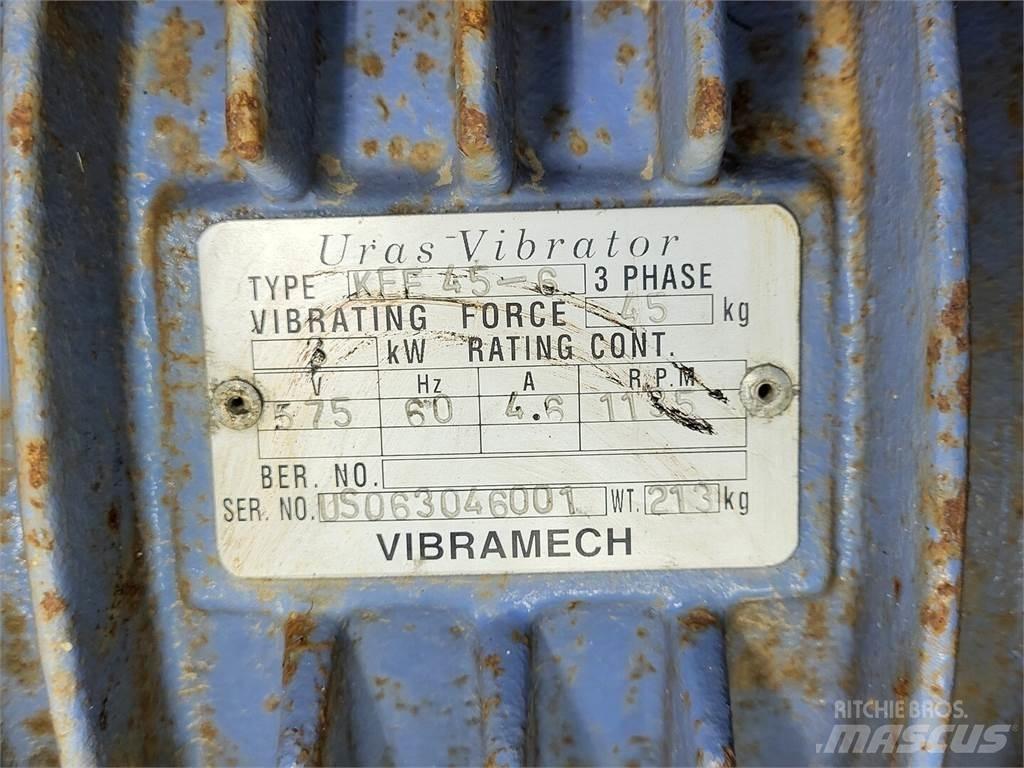 Uras-Vibrator
TYPE KEE 45-6 3 PHASE
VIBRATING FORCE 45 kg
3 kW RATING CONT.
V Hz A R.P.M
575 60 4.6 1135
BER. NO.
SER. NO. US063046001 WT. 213 kg
VIBRAMECH
RITCHIE BROS.
MASCUS